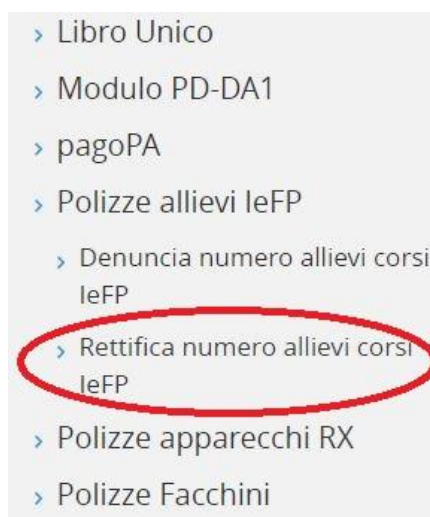 Libro Unico
Modulo PD-DA1
pagoPA
Polizze allievi IeFP
Denuncia numero allievi corsi
IeFP
Rettifica numero allievi corsi
IeFP
Polizze apparecchi RX
Polizze Facchini